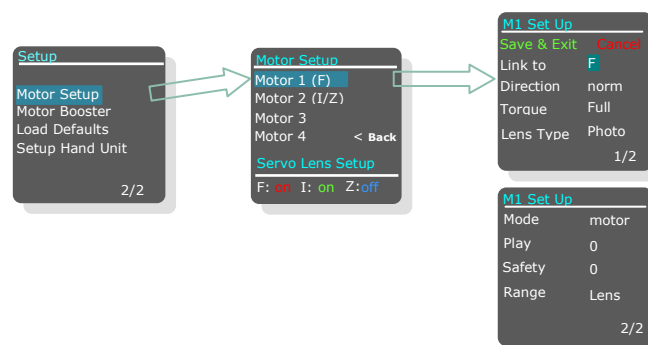 Setup
Motor Setup
Motor Booster
Load Defaults
Setup Hand Unit
2/2
Motor Setup
Motor 1 (F)
Motor 2 (I/Z)
Motor 3
Motor 4 < Back
Servo Lens Setup
F: on I: on Z:off
M1 Set Up
Save & Exit Cancel
Link to F
Direction norm
Torque Full
Lens Type Photo
1/2
M1 Set Up
Mode motor
Play 0
Safety 0
Range Lens
2/2